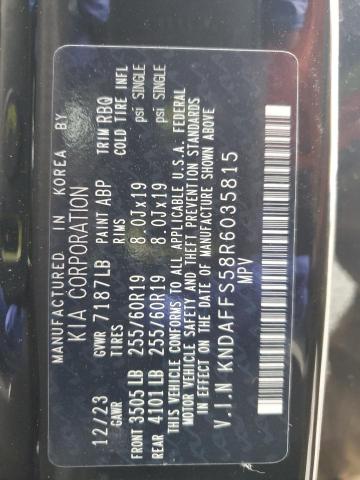 MANUFACTURED IN KOREA BY
KIA CORPORATION
12/23 GVWR 7187LB PAINT ABP TRIM RBQ
GAWR TIRES RIMS COLD TIRE INFL
FRONT 3505LB 255/60R19 8.0Jx19 psi SINGLE
REAR 4101LB 255/60R19 8.0Jx19 psi SINGLE
THIS VEHICLE CONFORMS TO ALL APPLICABLE U.S.A. FEDERAL
MOTOR VEHICLE SAFETY AND THEFT PREVENTION STANDARDS
IN EFFECT ON THE DATE OF MANUFACTURE SHOWN ABOVE
V.I.N KNDAFFS58R6035815
MPV